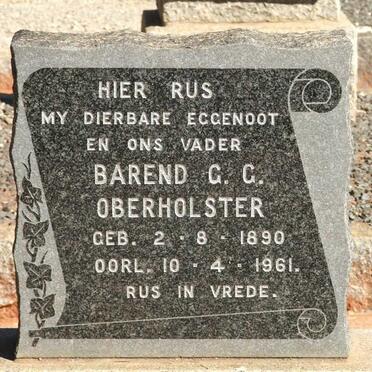 HIER RUS
MY DIERBARE EGGENOOT
EN ONS VADER
BAREND G. G.
OBERHOLSTER
GEB. 2 - 8 - 1890
OORL. 10 - 4 - 1961.
RUS IN VREDE.